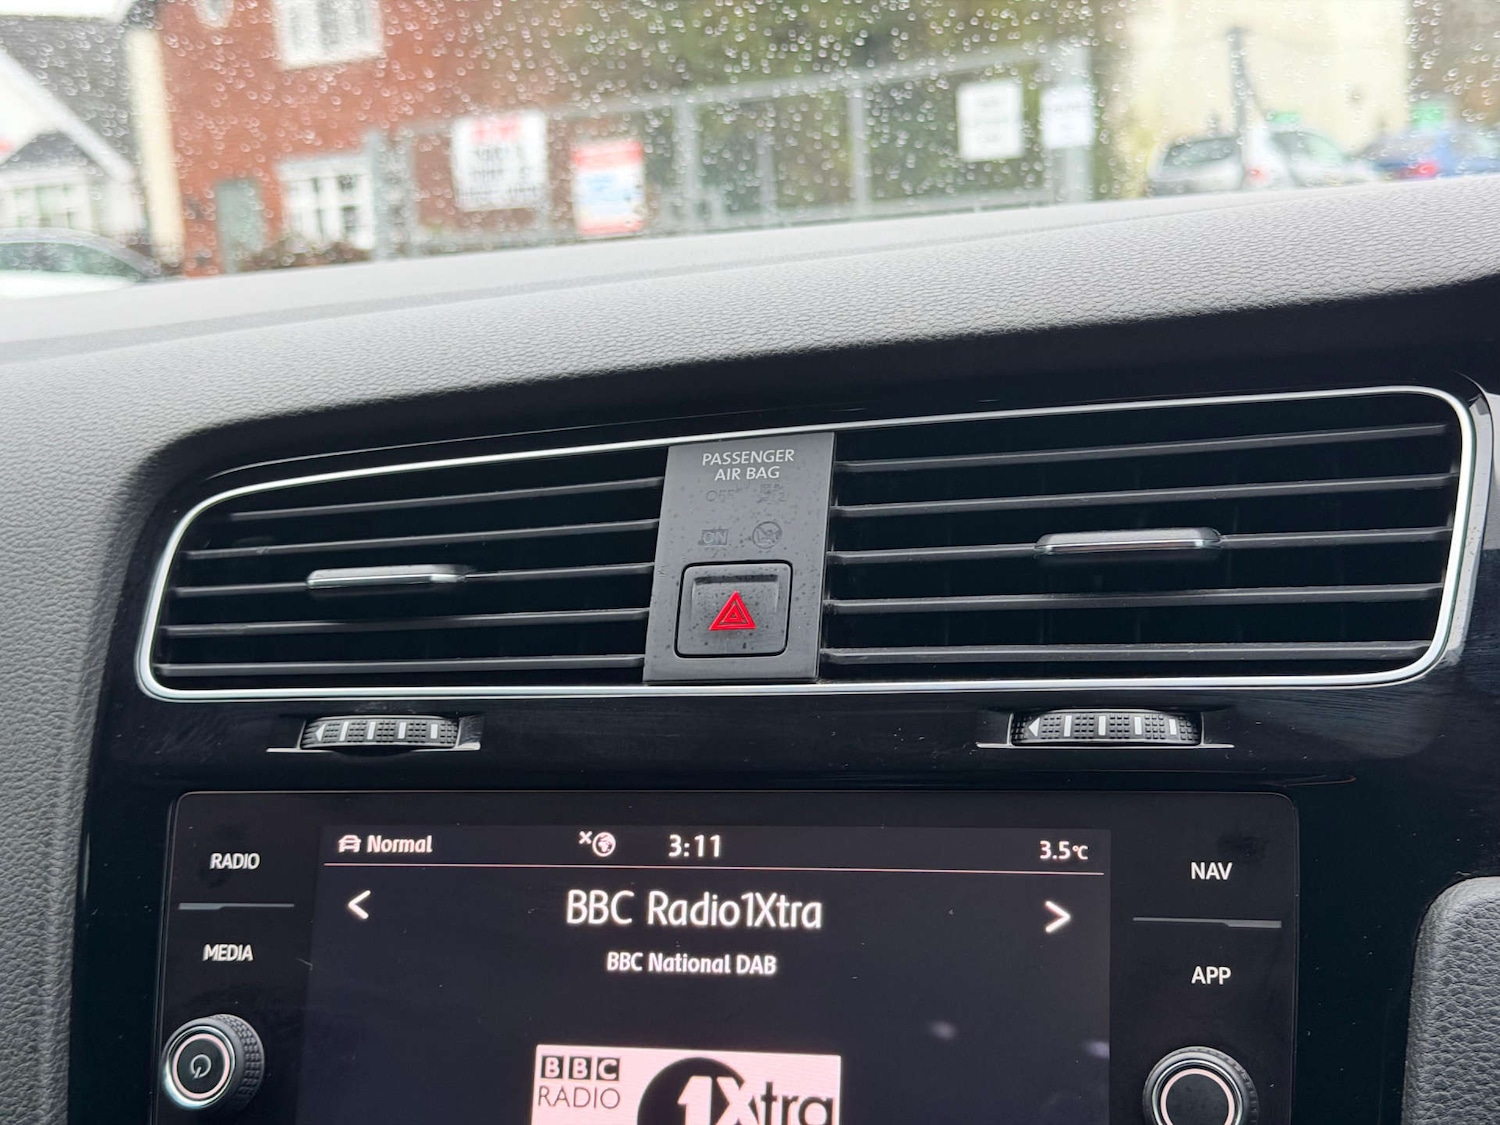 PASSENGER
AIR BAG
OFF
ON
Normal
3:11
3.5°C
RADIO
NAV
BBC Radio1Xtra
MEDIA
BBC National DAB
APP
BBC
RADIO
1Xtra